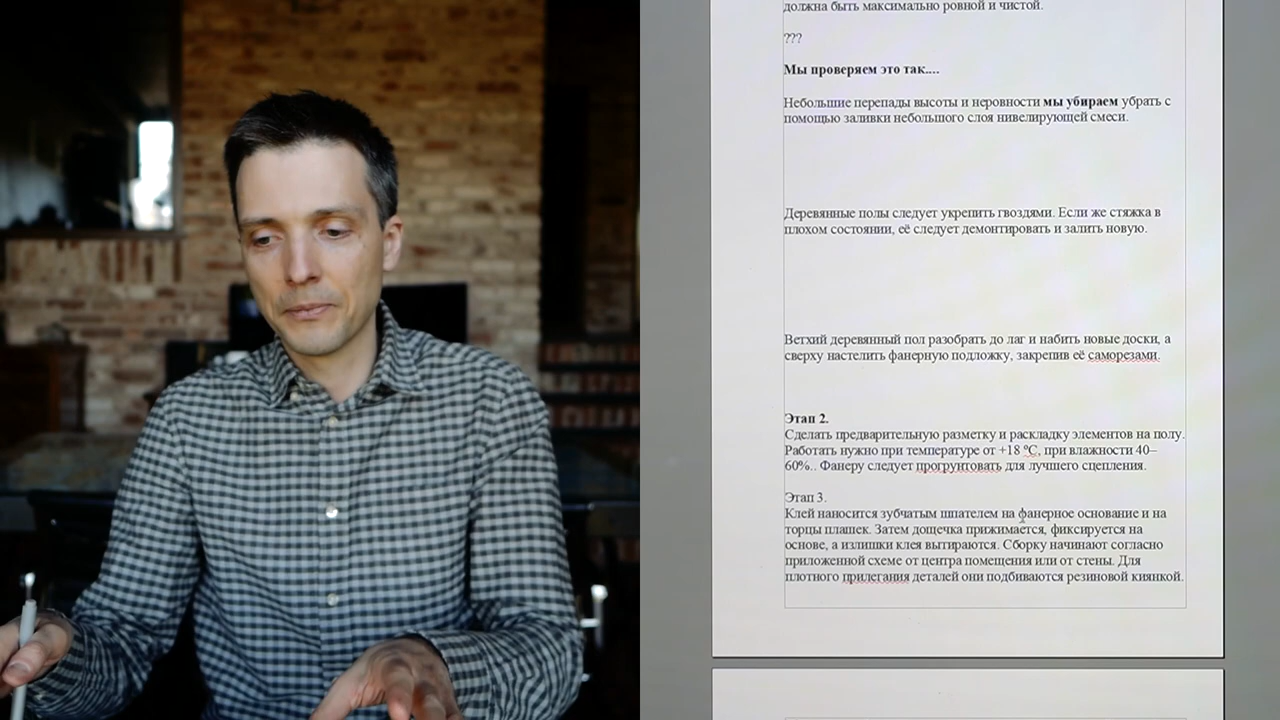 должна быть максимально ровной и чистой.
???
Мы проверяем это так....
Небольшие перепады высоты и неровности мы убираем убрать с
помощью заливки небольшого слоя нивелирующей смеси.
Деревянные полы следует укрепить гвоздями. Если же стяжка в
плохом состоянии, её следует демонтировать и залить новую.
Ветхий деревянный пол разобрать до лаг и набить новые доски, а
сверху настелить фанерную подложку, закрепив её саморезами.
Этап 2.
Сделать предварительную разметку и раскладку элементов на полу.
Работать нужно при температуре от +18 °C, при влажности 40–
60%.. Фанеру следует прогрунтовать для лучшего сцепления.
Этап 3.
Клей наносится зубчатым шпателем на фанерное основание и на
торцы плашек. Затем дощечка прижимается, фиксируется на
основе, а излишки клея вытираются. Сборку начинают согласно
приложенной схеме от центра помещения или от стены. Для
плотного прилегания деталей они подбиваются резиновой киянкой.